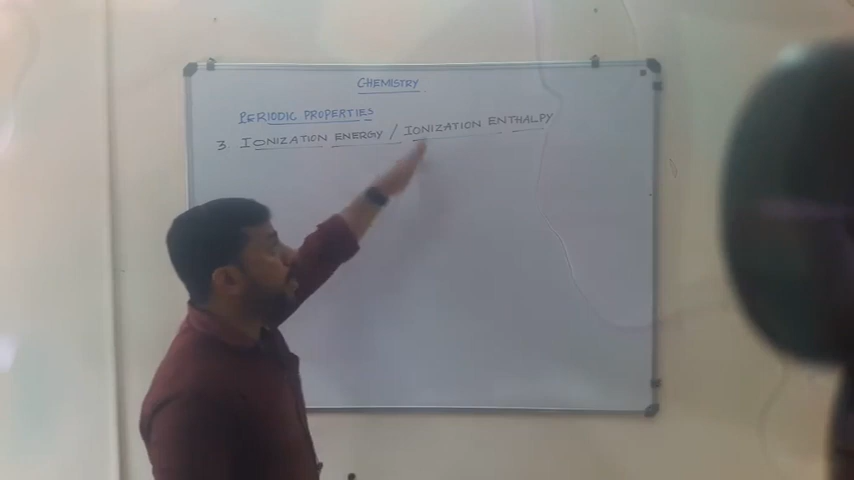 CHEMISTRY
PERIODIC PROPERTIES
3. IONIZATION ENERGY / IONIZATION ENTHALPY